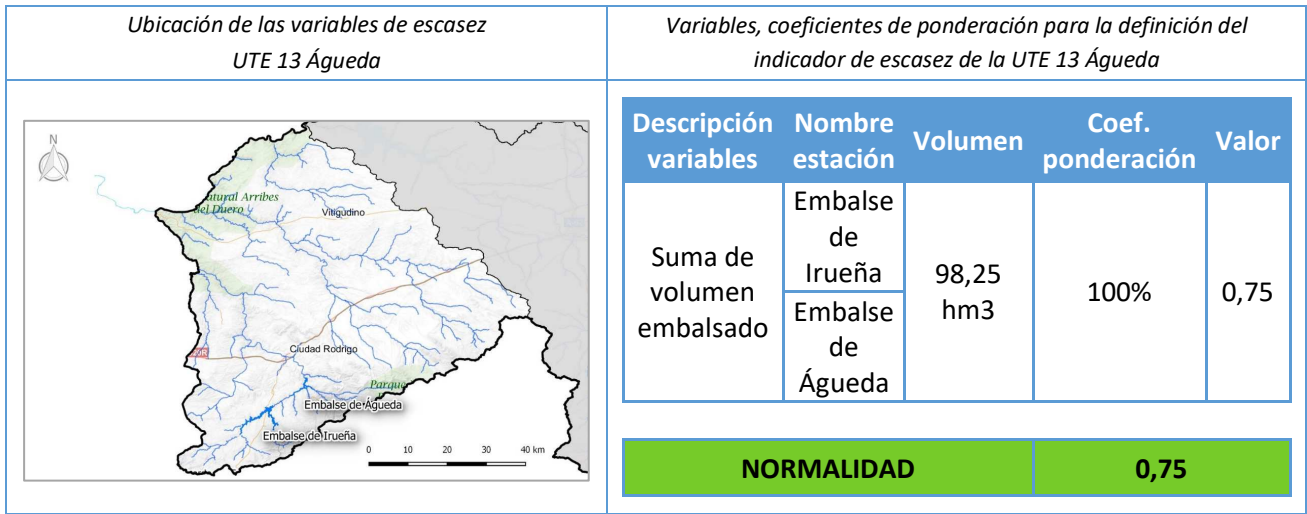 Ubicación de las variables de escasez
UTE 13 Águeda
Variables, coeficientes de ponderación para la definición del
indicador de escasez de la UTE 13 Águeda
N
atural Arribes
del Duero
Vitigudino
Ciudad Rodrigo
Parque
Embalse de Águeda
Embalse de Irueña
0 10 20 30 40 km
Descripción
variables
Nombre
estación
Volumen
Coef.
ponderación
Valor
Suma de
volumen
embalsado
Embalse
de
Irueña
Embalse
de
Águeda
98,25
hm3
100%
0,75
NORMALIDAD
0,75